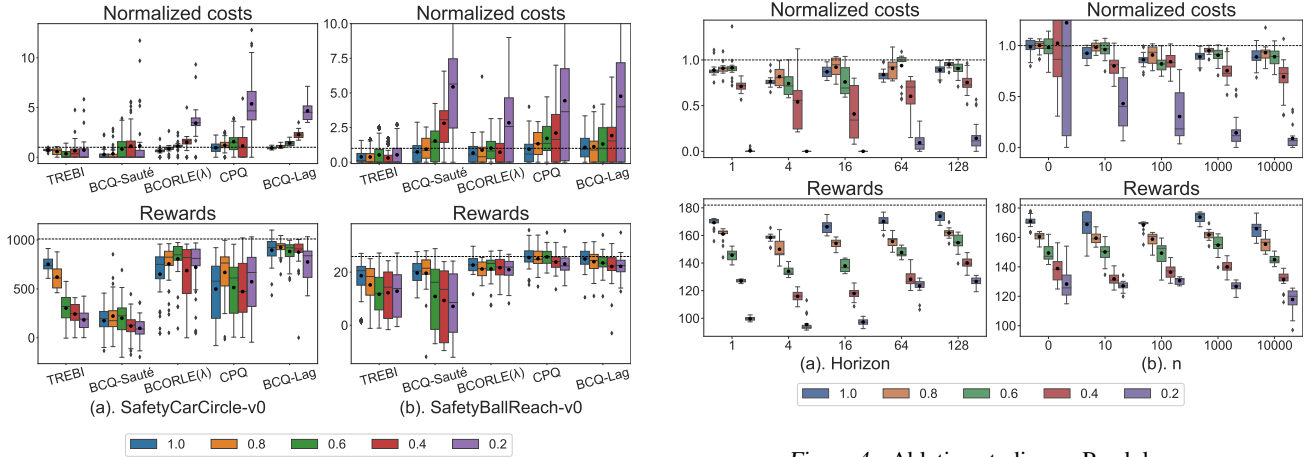 Normalized costs
10
5
0
TREBI
BCQ-Sauté
BCORLE(λ)
CPQ
BCQ-Lag
Rewards
1000
500
0
TREBI
BCQ-Sauté
BCORLE(λ)
CPQ
BCQ-Lag
(a). SafetyCarCircle-v0
Normalized costs
10.0
7.5
5.0
2.5
0.0
TREBI
BCQ-Sauté
BCORLE(λ)
CPQ
BCQ-Lag
Rewards
20
0
TREBI
BCQ-Sauté
BCORLE(λ)
CPQ
BCQ-Lag
(b). SafetyBallReach-v0
1.0 0.8 0.6 0.4 0.2
Normalized costs
1.0
0.5
0.0
1 4 16 64 128
Rewards
180
160
140
120
100
1 4 16 64 128
(a). Horizon
Normalized costs
1.0
0.5
0.0
0 10 100 1000 10000
Rewards
180
160
140
120
100
0 10 100 1000 10000
(b). n
1.0 0.8 0.6 0.4 0.2